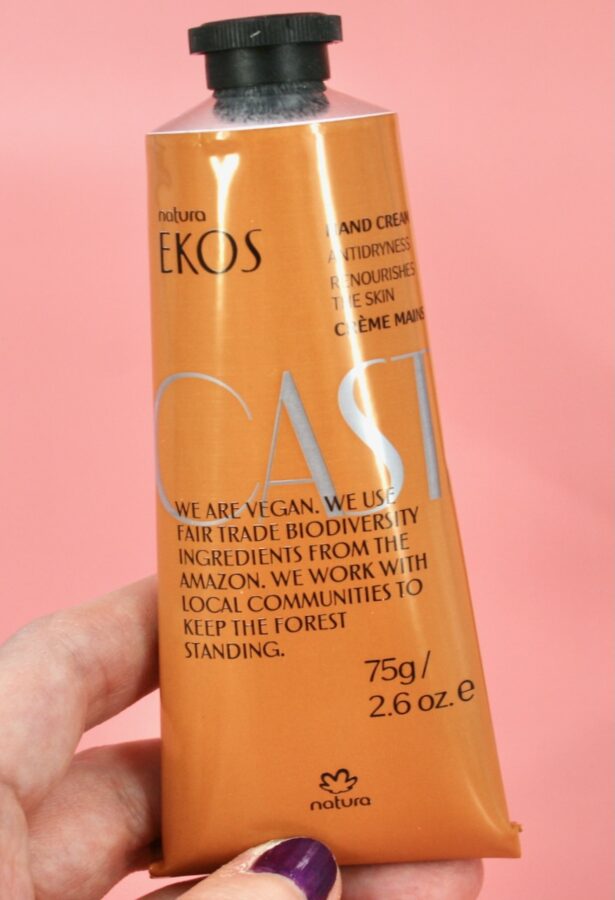 natura
EKOS
HAND CREAM
ANTIDRYNESS
RENOURISHES
THE SKIN
CRÈME MAINS
CAST
WE ARE VEGAN. WE USE
FAIR TRADE BIODIVERSITY
INGREDIENTS FROM THE
AMAZON. WE WORK WITH
LOCAL COMMUNITIES TO
KEEP THE FOREST
STANDING.
75g/
2.6 oz. e
natura